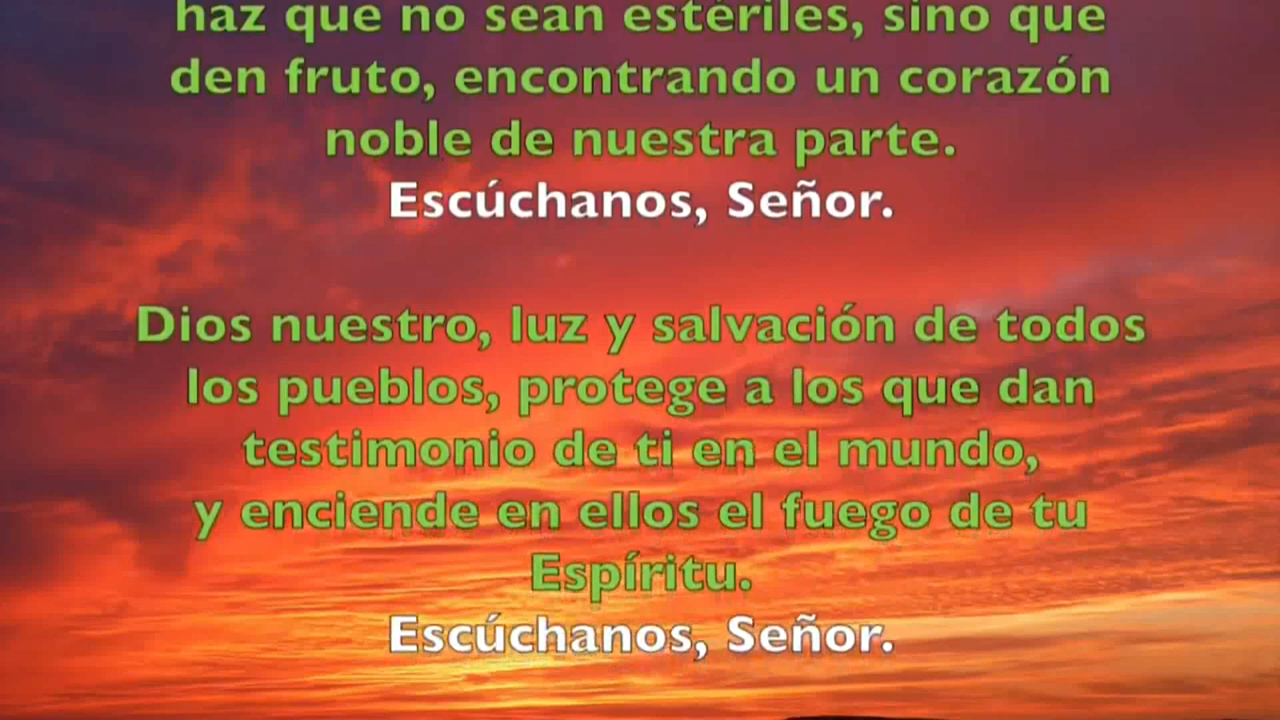 haz que no sean estériles, sino que
den fruto, encontrando un corazón
noble de nuestra parte.
Escúchanos, Señor.
Dios nuestro, luz y salvación de todos
los pueblos, protege a los que dan
testimonio de ti en el mundo,
y enciende en ellos el fuego de tu
Espíritu.
Escúchanos, Señor.